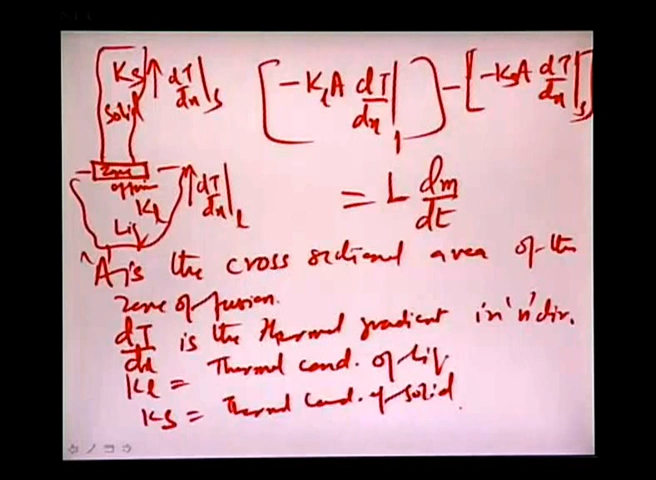 Ks ↑ dT/dx|s
Solid
[-KlA dT/dx|l] - [-KsA dT/dx|s]
Zone
of fusion
Kl ↑ dT/dx|l
Liq
= L dm/dt
'A' is the cross sectional area of the
zone of fusion.
dT/dx is the thermal gradient in 'x' dir.
Kl = Thermal cond. of liq
Ks = Thermal cond. of solid.